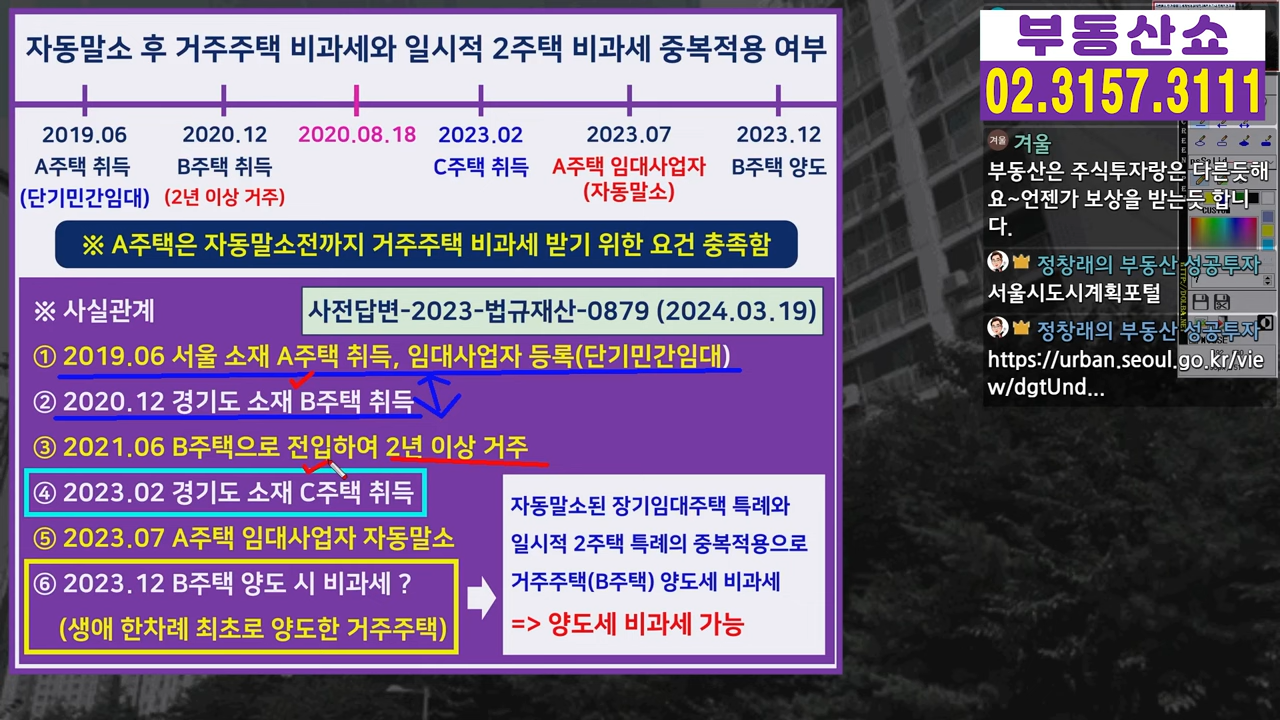 자동말소 후 거주주택 비과세와 일시적 2주택 비과세 중복적용 여부
2019.06
A주택 취득
(단기민간임대)
2020.12
B주택 취득
(2년 이상 거주)
2020.08.18
2023.02
C주택 취득
2023.07
A주택 임대사업자
(자동말소)
2023.12
B주택 양도
※ A주택은 자동말소전까지 거주주택 비과세 받기 위한 요건 충족함
※ 사실관계
사전답변-2023-법규재산-0879 (2024.03.19)
① 2019.06 서울 소재 A주택 취득, 임대사업자 등록(단기민간임대)
② 2020.12 경기도 소재 B주택 취득
③ 2021.06 B주택으로 전입하여 2년 이상 거주
④ 2023.02 경기도 소재 C주택 취득
⑤ 2023.07 A주택 임대사업자 자동말소
⑥ 2023.12 B주택 양도 시 비과세 ?
(생애 한차례 최초로 양도한 거주주택)
자동말소된 장기임대주택 특례와
일시적 2주택 특례의 중복적용으로
거주주택(B주택) 양도세 비과세
=> 양도세 비과세 가능
부동산쇼
02.3157.3111
겨울 겨울
부동산은 주식투자랑은 다른듯해
요~언젠가 보상을 받는듯 합니
다.
정창래의 부동산 성공투자
서울시도시계획포털
정창래의 부동산 성공투자
https://urban.seoul.go.kr/vie
w/dgtUnd...
CUSTOM